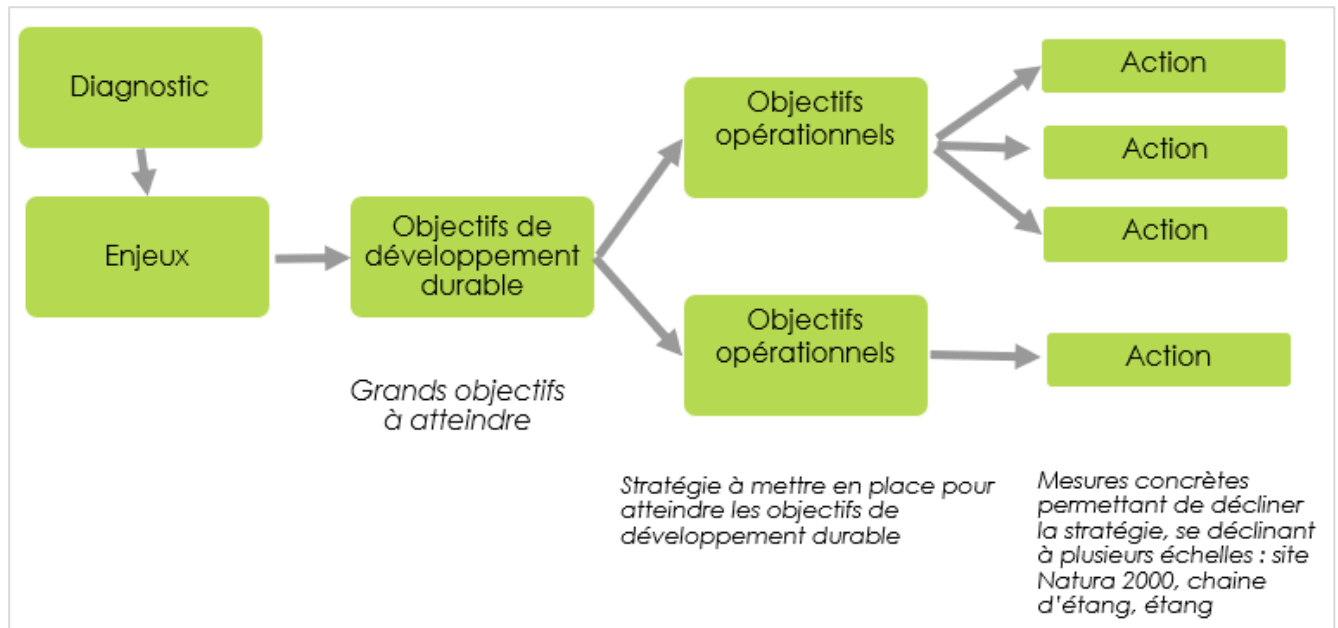 Diagnostic
Enjeux
Objectifs de
développement
durable
Grands objectifs
à atteindre
Objectifs
opérationnels
Objectifs
opérationnels
Stratégie à mettre en place pour
atteindre les objectifs de
développement durable
Action
Action
Action
Action
Mesures concrètes
permettant de décliner
la stratégie, se déclinant
à plusieurs échelles : site
Natura 2000, chaine
d'étang, étang